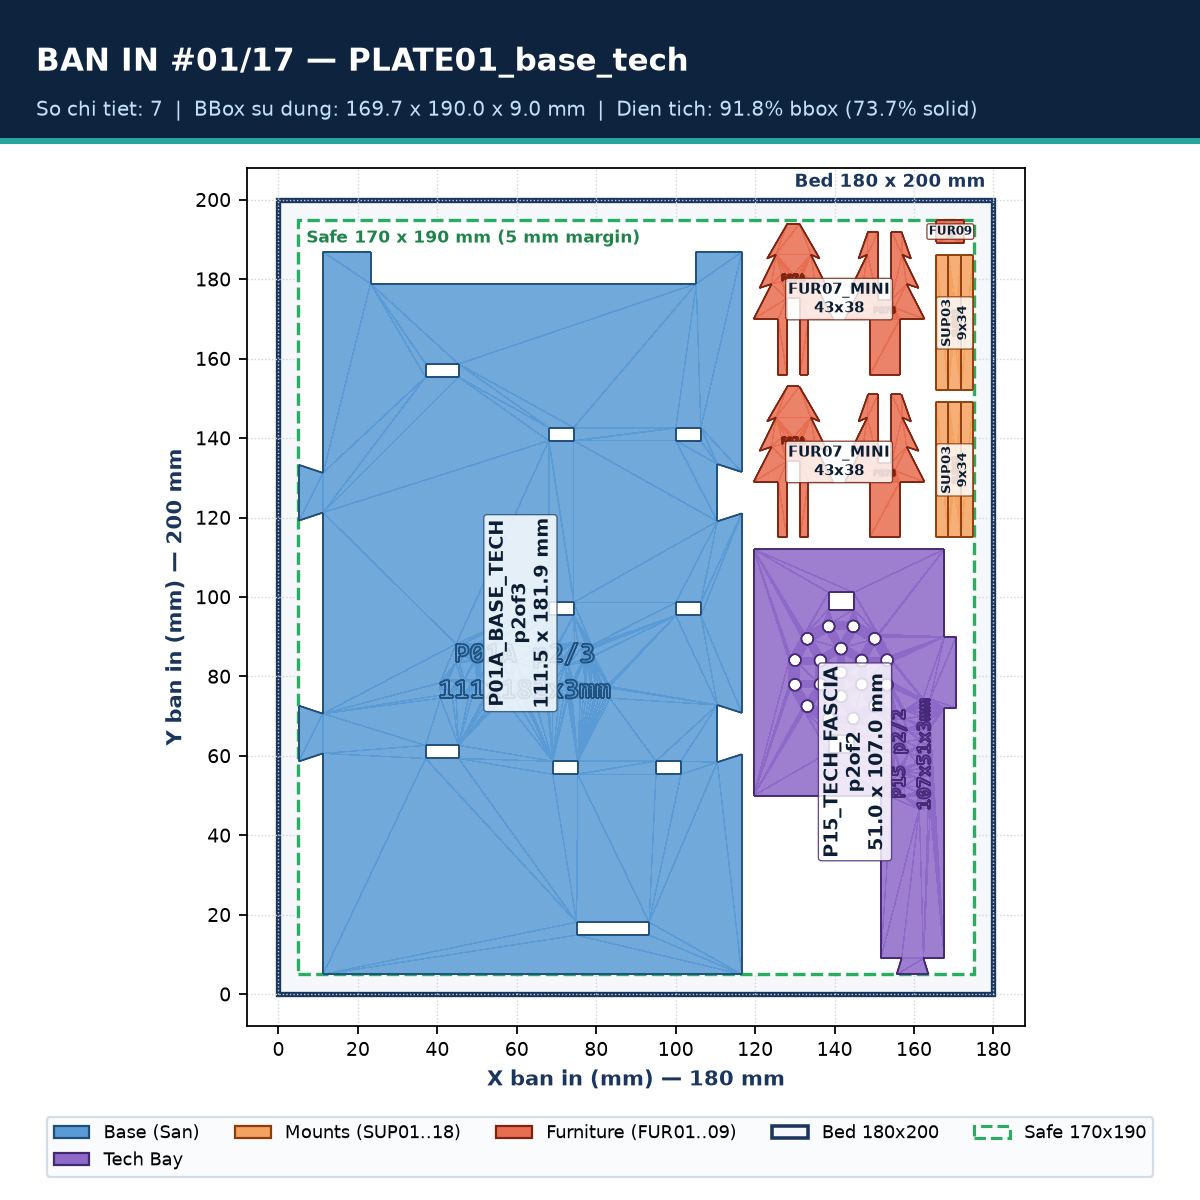 BAN IN #01/17 — PLATE01_base_tech
So chi tiet: 7 | BBox su dung: 169.7 x 190.0 x 9.0 mm | Dien tich: 91.8% bbox (73.7% solid)
Bed 180 x 200 mm
Safe 170 x 190 mm (5 mm margin)
FUR09
FUR07_MINI
43x38
SUP03
9x34
FUR07_MINI
43x38
SUP03
9x34
P01A_BASE_TECH
p2of3
111.5 x 181.9 mm
P15_TECH_FASCIA
p2of2
51.0 x 107.0 mm
P15 p2/2
107x51x3mm
200
180
160
140
120
100
80
60
40
20
0
Y ban in (mm) — 200 mm
0 20 40 60 80 100 120 140 160 180
X ban in (mm) — 180 mm
Base (San)
Mounts (SUP01..18)
Furniture (FUR01..09)
Bed 180x200
Safe 170x190
Tech Bay